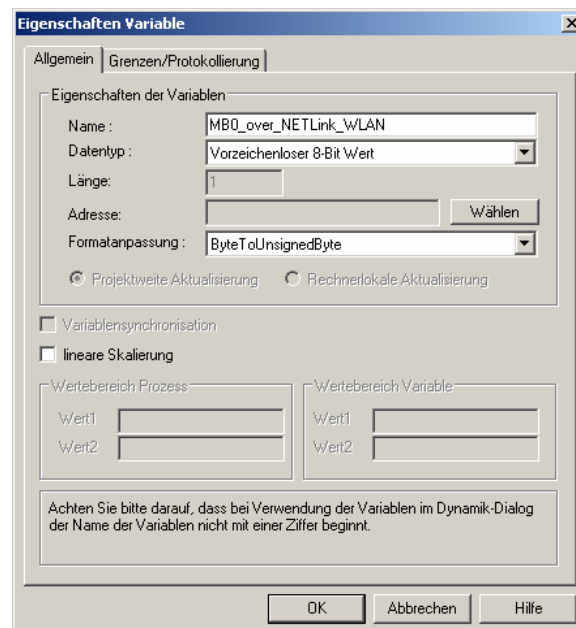 Eigenschaften Variable
Allgemein Grenzen/Protokollierung
Eigenschaften der Variablen
Name : MB0_over_NETLink_WLAN
Datentyp : Vorzeichenloser 8-Bit Wert
Länge: 1
Adresse: Wählen
Formatanpassung : ByteToUnsignedByte
Projektweite Aktualisierung Rechnerlokale Aktualisierung
Variablensynchronisation
lineare Skalierung
Wertebereich Prozess Wertebereich Variable
Wert1 Wert1
Wert2 Wert2
Achten Sie bitte darauf, dass bei Verwendung der Variablen im Dynamik-Dialog
der Name der Variablen nicht mit einer Ziffer beginnt.
OK Abbrechen Hilfe